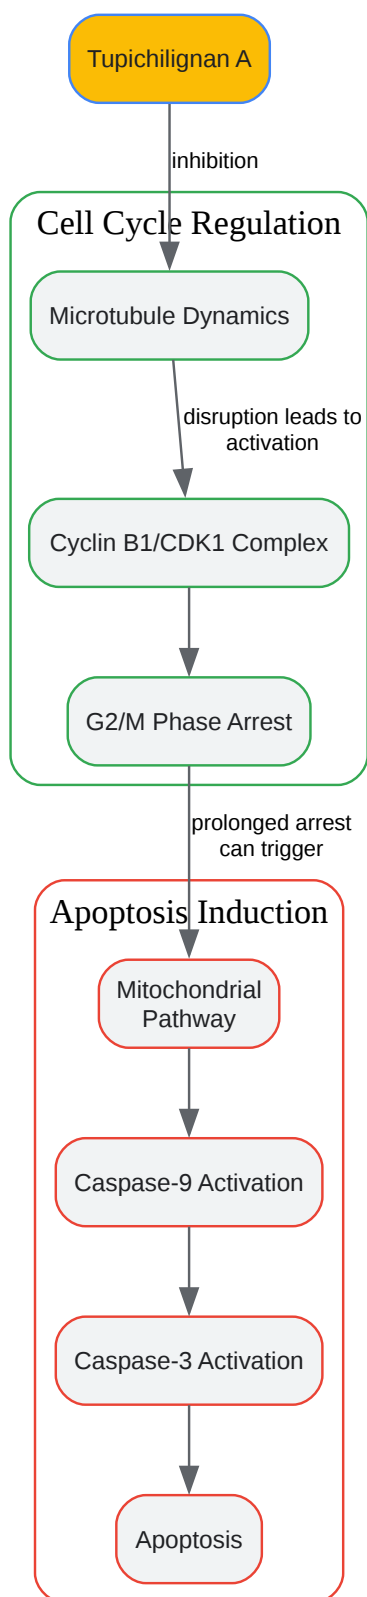 Tupichilignan A
inhibition
Cell Cycle Regulation
Microtubule Dynamics
disruption leads to
activation
Cyclin B1/CDK1 Complex
G2/M Phase Arrest
prolonged arrest
can trigger
Apoptosis Induction
Mitochondrial
Pathway
Caspase-9 Activation
Caspase-3 Activation
Apoptosis